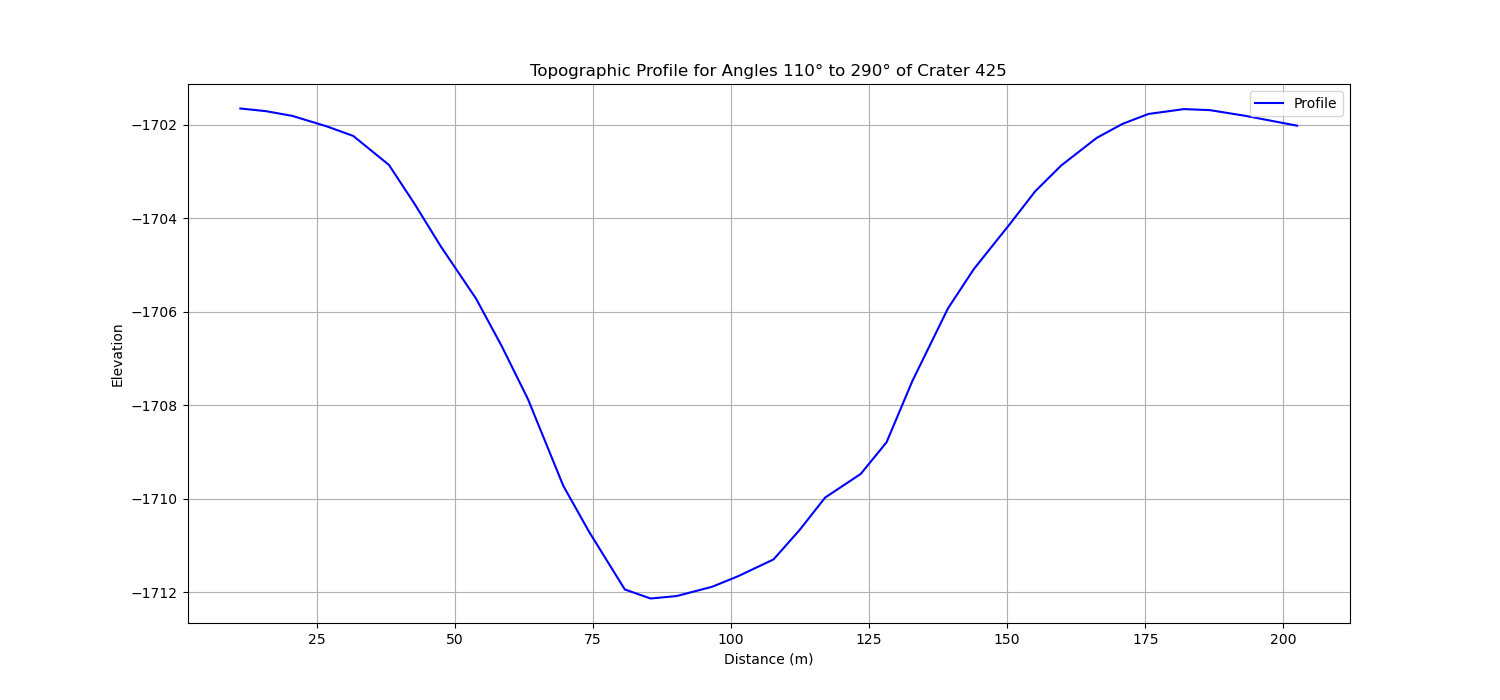 Topographic Profile for Angles 110° to 290° of Crater 425
Profile
−1702
−1704
−1706
−1708
−1710
−1712
Elevation
25 50 75 100 125 150 175 200
Distance (m)